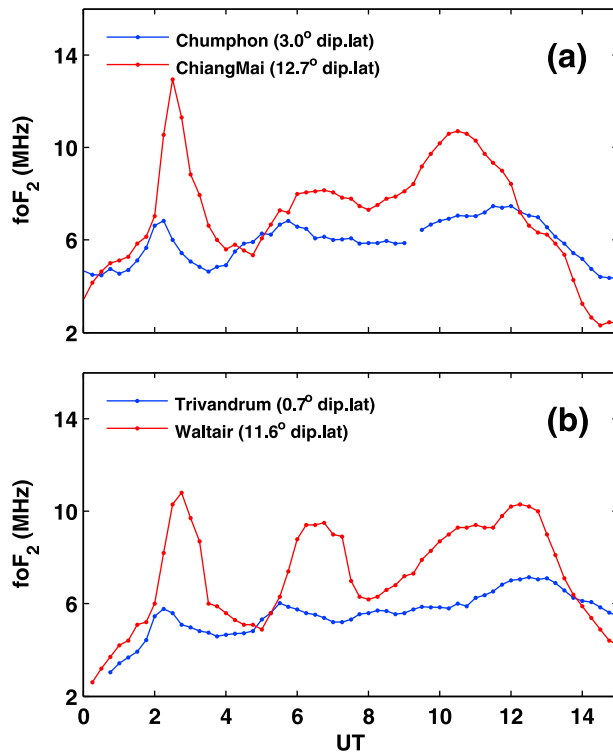 16
Chumphon (3.0° dip.lat)
ChiangMai (12.7° dip.lat)
(a)
14
10
6
2
foF2 (MHz)
Trivandrum (0.7° dip.lat)
Waltair (11.6° dip.lat)
(b)
14
10
6
2
foF2 (MHz)
0 2 4 6 8 10 12 14
UT